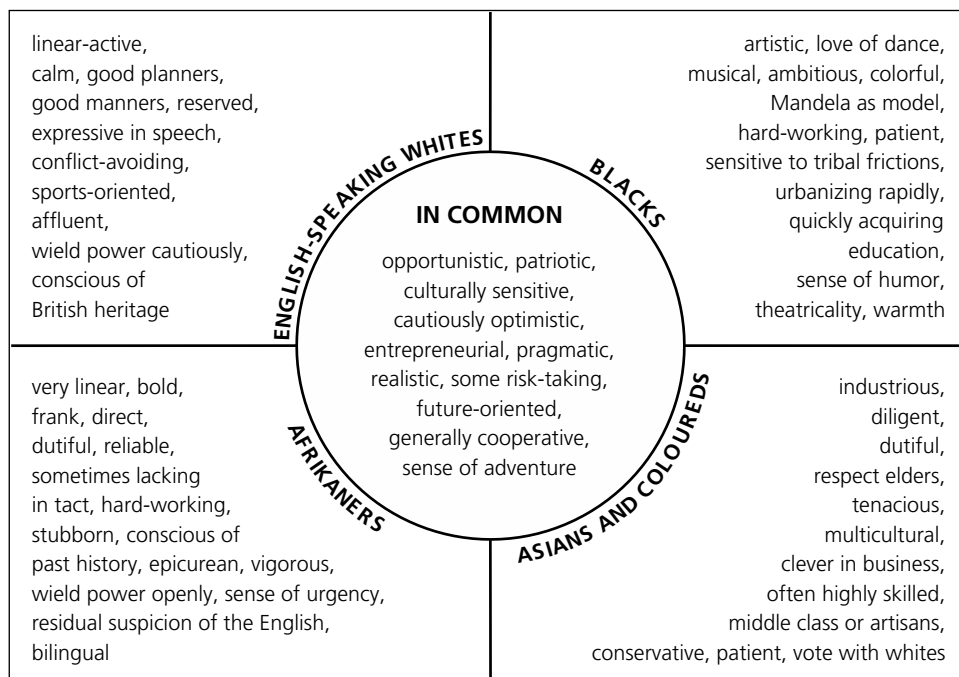 linear-active,
calm, good planners,
good manners, reserved,
expressive in speech,
conflict-avoiding,
sports-oriented,
affluent,
wield power cautiously,
conscious of
British heritage
ENGLISH-SPEAKING WHITES
artistic, love of dance,
musical, ambitious, colorful,
Mandela as model,
hard-working, patient,
sensitive to tribal frictions,
urbanizing rapidly,
quickly acquiring
education,
sense of humor,
theatricality, warmth
BLACKS
IN COMMON
opportunistic, patriotic,
culturally sensitive,
cautiously optimistic,
entrepreneurial, pragmatic,
realistic, some risk-taking,
future-oriented,
generally cooperative,
sense of adventure
very linear, bold,
frank, direct,
dutiful, reliable,
sometimes lacking
in tact, hard-working,
stubborn, conscious of
past history, epicurean, vigorous,
wield power openly, sense of urgency,
residual suspicion of the English,
bilingual
AFRIKANERS
industrious,
diligent,
dutiful,
respect elders,
tenacious,
multicultural,
clever in business,
often highly skilled,
middle class or artisans,
conservative, patient, vote with whites
ASIANS AND COLOUREDS